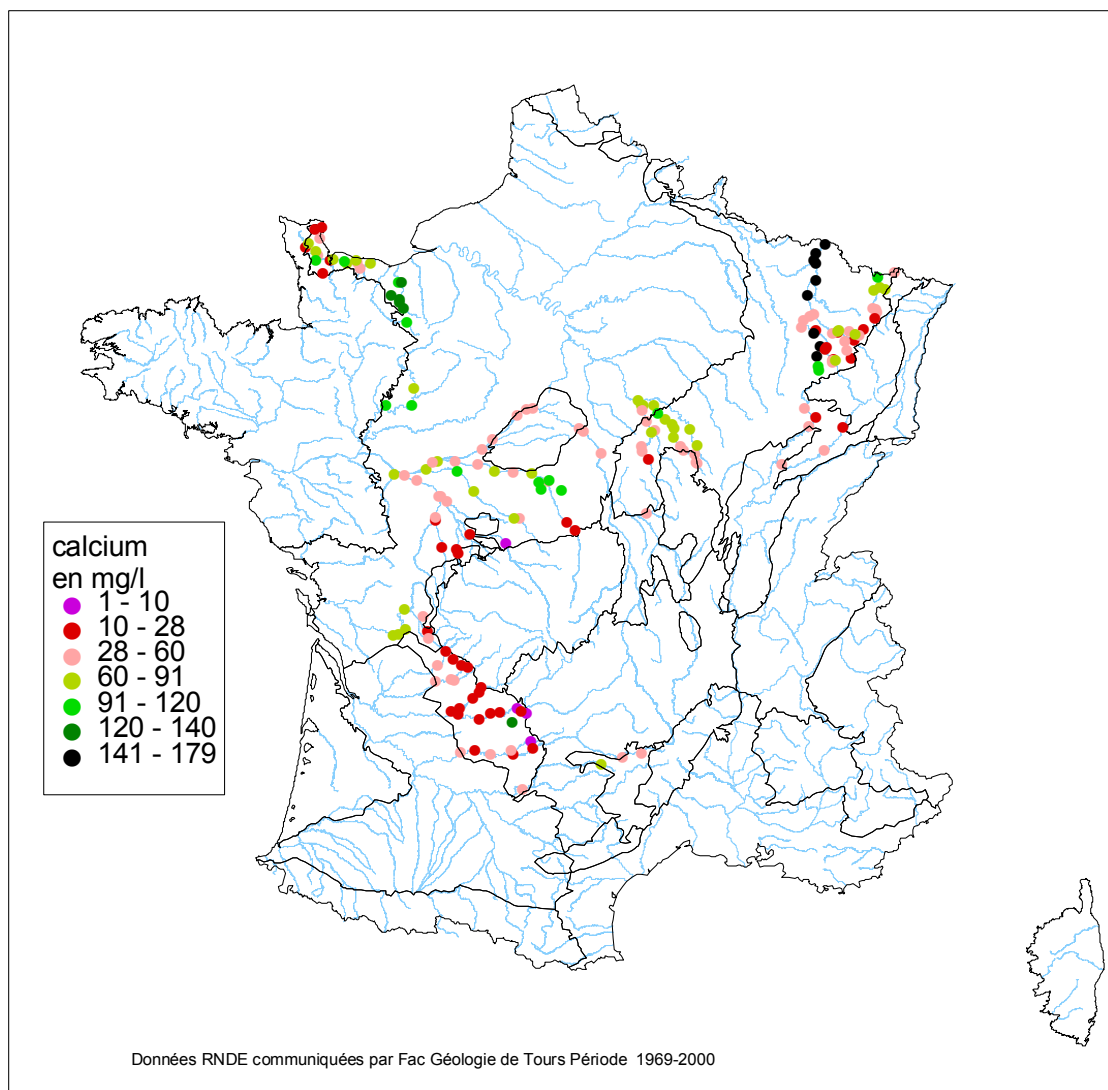 calcium
en mg/l
1 - 10
10 - 28
28 - 60
60 - 91
91 - 120
120 - 140
141 - 179
Données RNDE communiquées par Fac Géologie de Tours Période 1969-2000